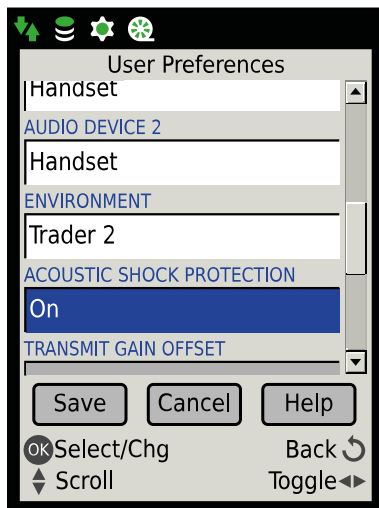 User Preferences
Handset
AUDIO DEVICE 2
Handset
ENVIRONMENT
Trader 2
ACOUSTIC SHOCK PROTECTION
On
TRANSMIT GAIN OFFSET
Save Cancel Help
OK Select/Chg Back
Scroll Toggle